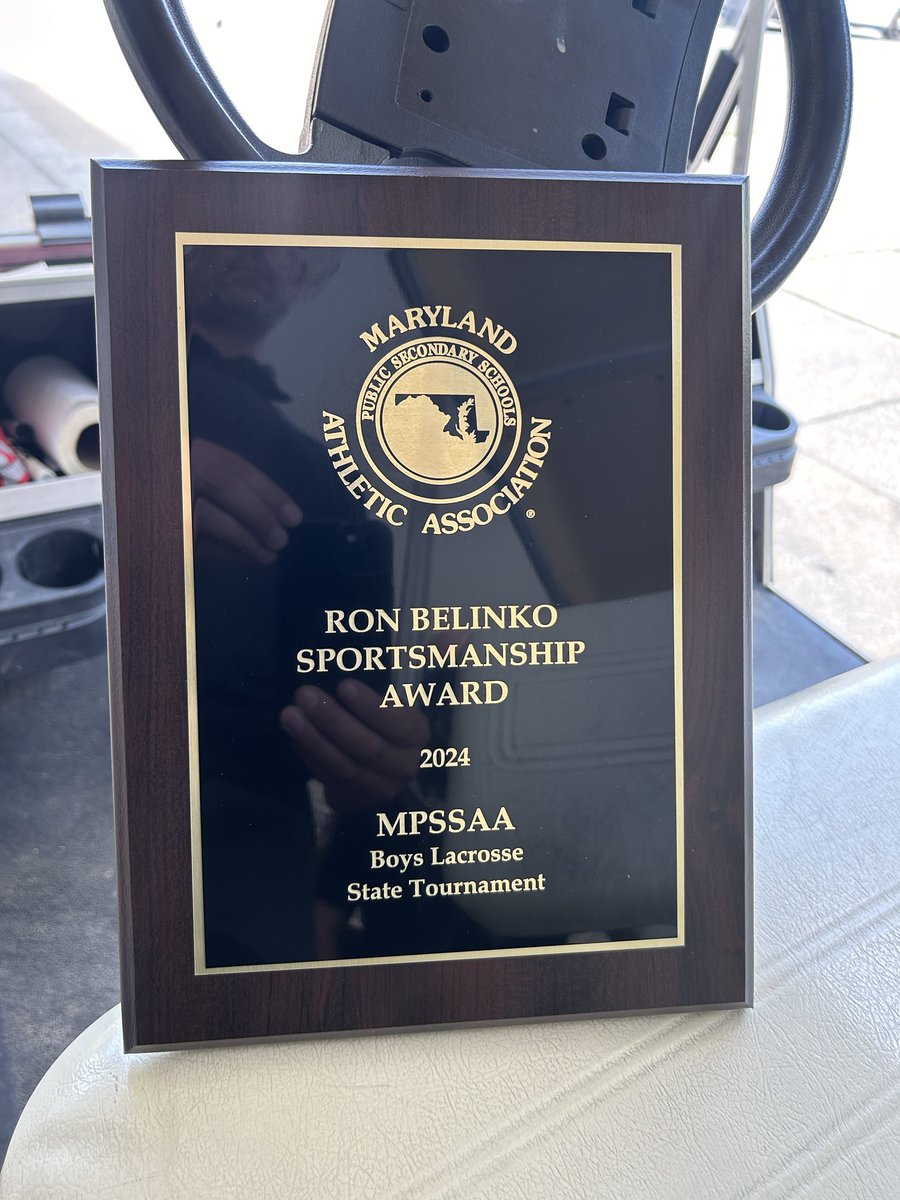 MARYLAND
PUBLIC SECONDARY SCHOOLS
ATHLETIC ASSOCIATION ®
RON BELINKO
SPORTSMANSHIP
AWARD
2024
MPSSAA
Boys Lacrosse
State Tournament